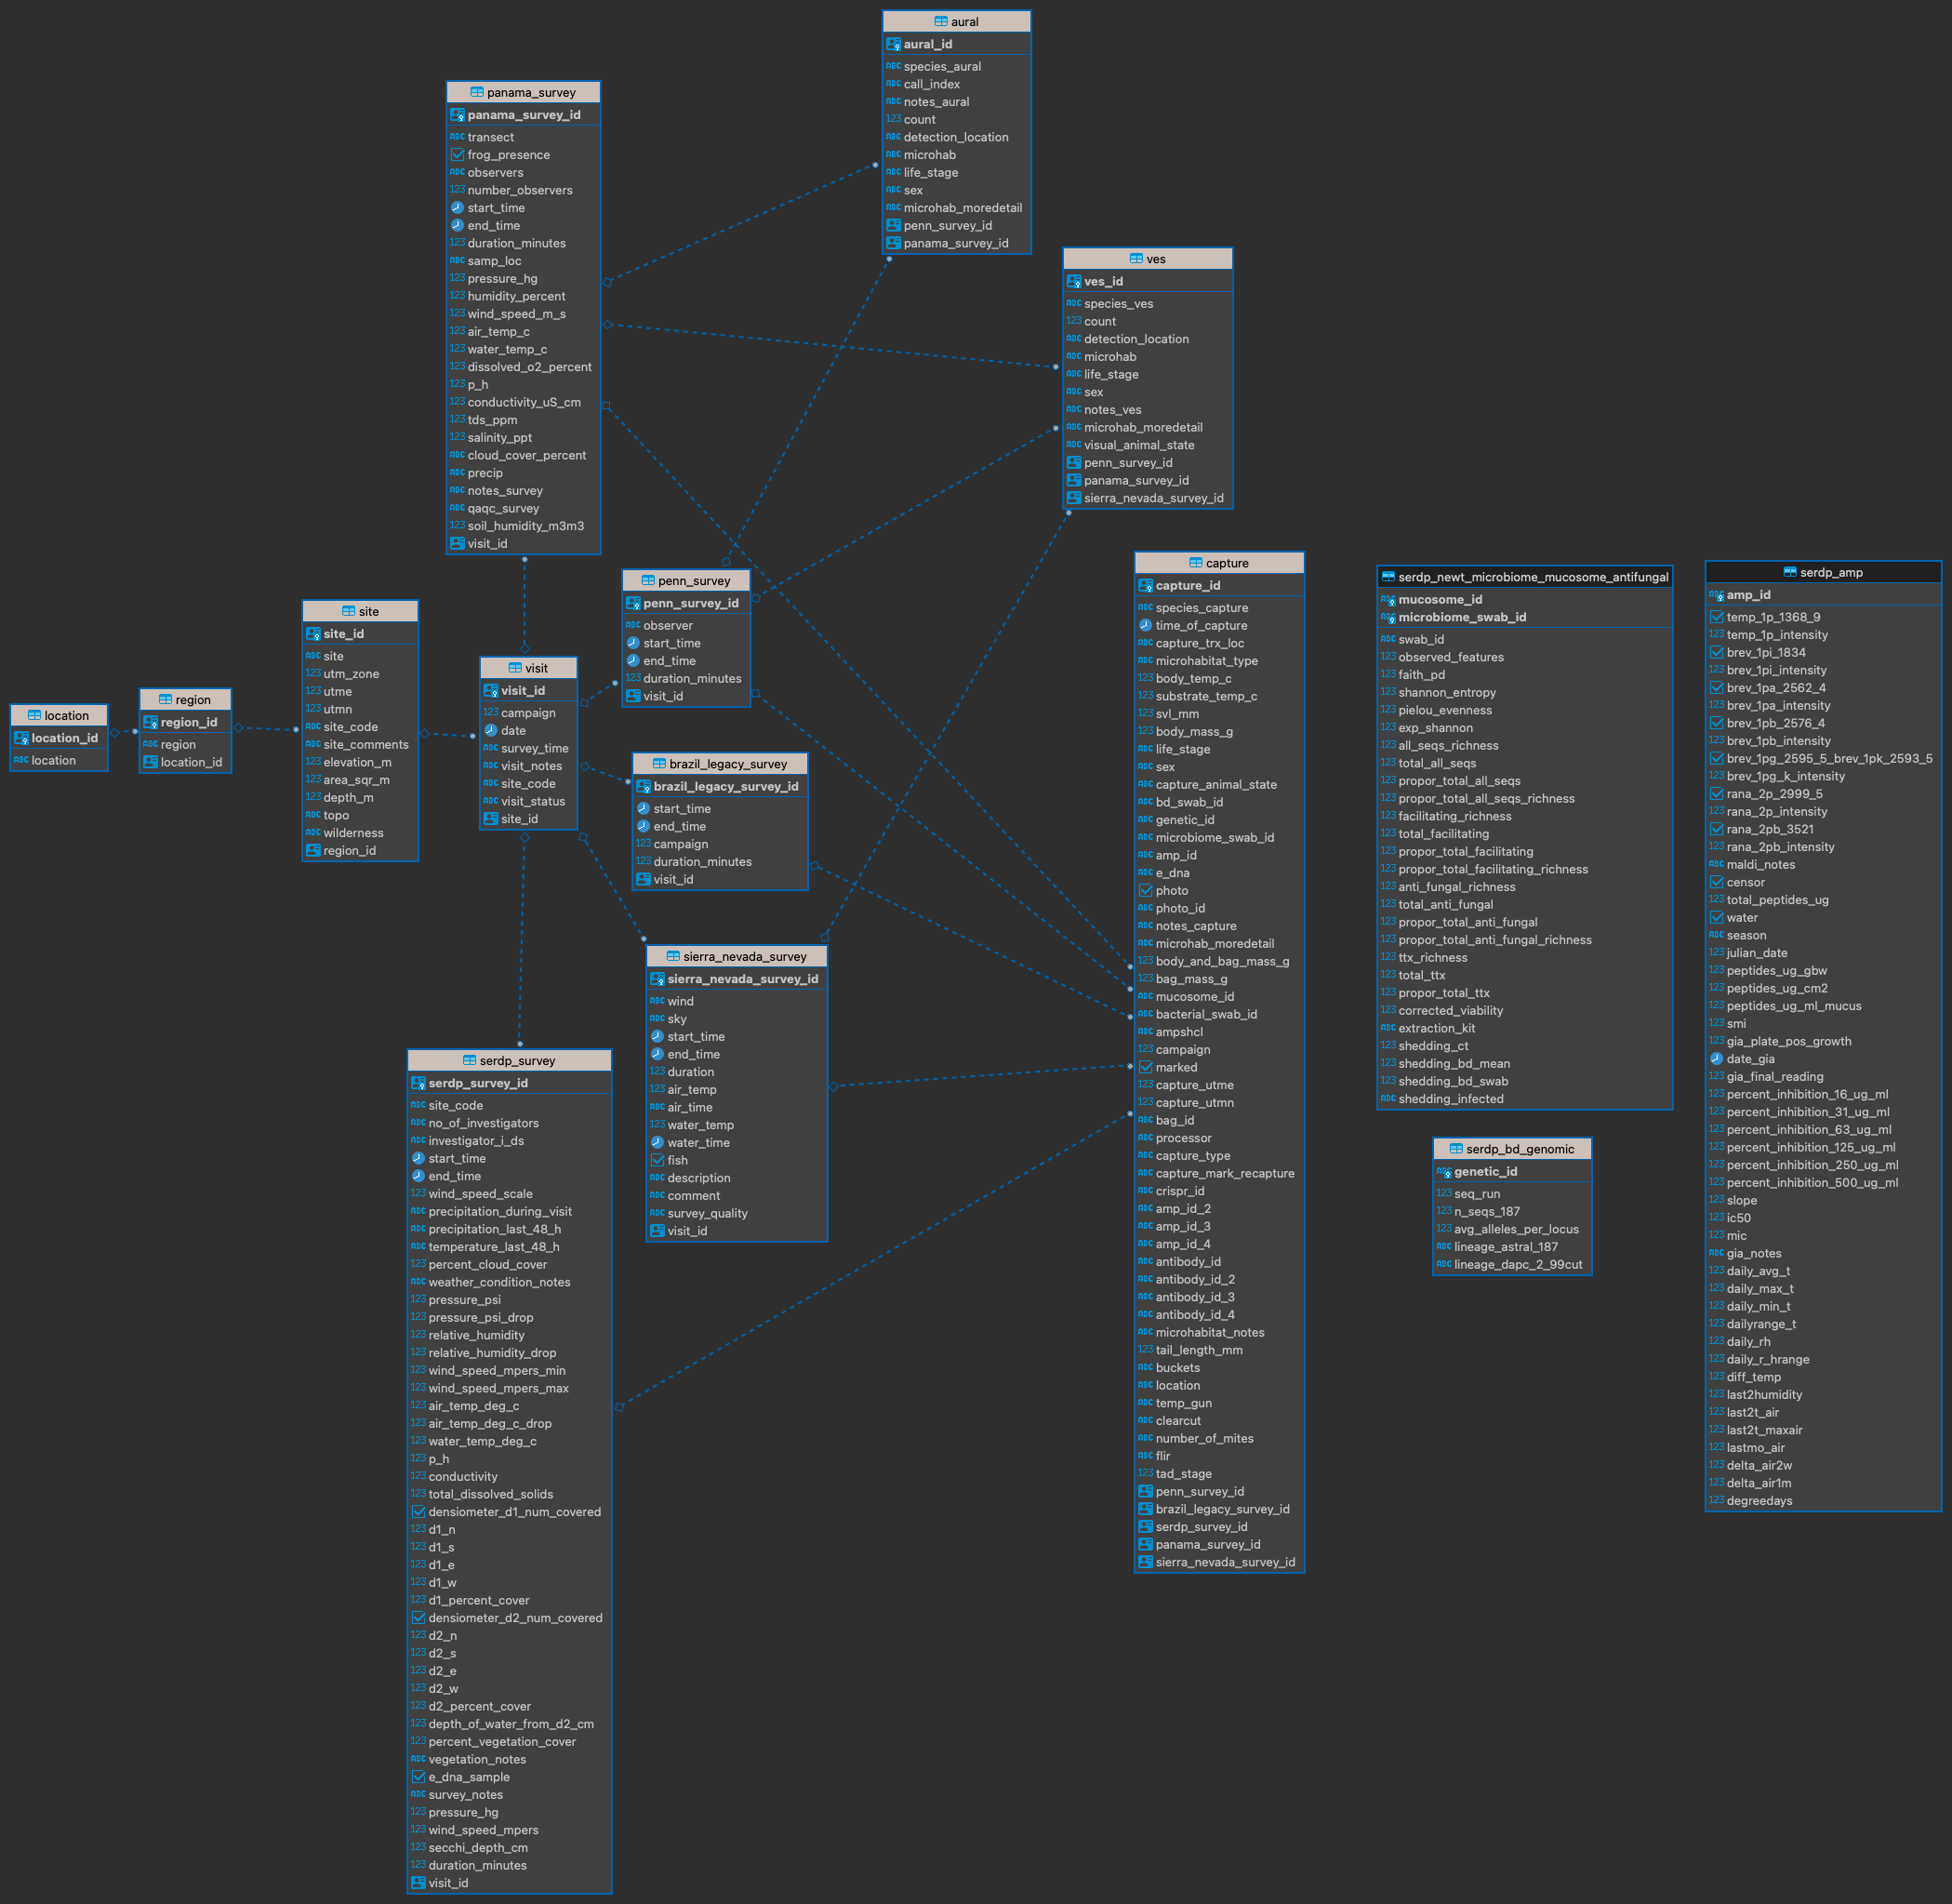 aural
aural_id
species_aural
call_index
notes_aural
count
detection_location
microhab
life_stage
sex
microhab_moredetail
penn_survey_id
panama_survey_id
panama_survey
panama_survey_id
transect
frog_presence
observers
number_observers
start_time
end_time
duration_minutes
samp_loc
pressure_hg
humidity_percent
wind_speed_m_s
air_temp_c
water_temp_c
dissolved_o2_percent
p_h
conductivity_uS_cm
tds_ppm
salinity_ppt
cloud_cover_percent
precip
notes_survey
qaqc_survey
soil_humidity_m3m3
visit_id
ves
ves_id
species_ves
count
detection_location
microhab
life_stage
sex
notes_ves
microhab_moredetail
visual_animal_state
penn_survey_id
panama_survey_id
sierra_nevada_survey_id
location
location_id
location
region
region_id
region
location_id
site
site_id
site
utm_zone
utme
utmn
site_code
site_comments
elevation_m
area_sqr_m
depth_m
topo
wilderness
region_id
visit
visit_id
campaign
date
survey_time
visit_notes
site_code
visit_status
site_id
penn_survey
penn_survey_id
observer
start_time
end_time
duration_minutes
visit_id
brazil_legacy_survey
brazil_legacy_survey_id
start_time
end_time
campaign
duration_minutes
visit_id
sierra_nevada_survey
sierra_nevada_survey_id
wind
sky
start_time
end_time
duration
air_temp
air_time
water_temp
water_time
fish
description
comment
survey_quality
visit_id
serdp_survey
serdp_survey_id
site_code
no_of_investigators
investigator_i_ds
start_time
end_time
wind_speed_scale
precipitation_during_visit
precipitation_last_48_h
temperature_last_48_h
percent_cloud_cover
weather_condition_notes
pressure_psi
pressure_psi_drop
relative_humidity
relative_humidity_drop
wind_speed_mpers_min
wind_speed_mpers_max
air_temp_deg_c
air_temp_deg_c_drop
water_temp_deg_c
p_h
conductivity
total_dissolved_solids
densiometer_d1_num_covered
d1_n
d1_s
d1_e
d1_w
d1_percent_cover
densiometer_d2_num_covered
d2_n
d2_s
d2_e
d2_w
d2_percent_cover
depth_of_water_from_d2_cm
percent_vegetation_cover
vegetation_notes
e_dna_sample
survey_notes
pressure_hg
wind_speed_mpers
secchi_depth_cm
duration_minutes
visit_id
capture
capture_id
species_capture
time_of_capture
capture_trx_loc
microhabitat_type
body_temp_c
substrate_temp_c
svl_mm
body_mass_g
life_stage
sex
capture_animal_state
bd_swab_id
genetic_id
microbiome_swab_id
amp_id
e_dna
photo
photo_id
notes_capture
microhab_moredetail
body_and_bag_mass_g
bag_mass_g
mucosome_id
bacterial_swab_id
ampshcl
campaign
marked
capture_utme
capture_utmn
bag_id
processor
capture_type
capture_mark_recapture
crispr_id
amp_id_2
amp_id_3
amp_id_4
antibody_id
antibody_id_2
antibody_id_3
antibody_id_4
microhabitat_notes
tail_length_mm
buckets
location
temp_gun
clearcut
number_of_mites
flir
tad_stage
penn_survey_id
brazil_legacy_survey_id
serdp_survey_id
panama_survey_id
sierra_nevada_survey_id
serdp_newt_microbiome_mucosome_antifungal
mucosome_id
microbiome_swab_id
swab_id
observed_features
faith_pd
shannon_entropy
pielou_evenness
exp_shannon
all_seqs_richness
total_all_seqs
propor_total_all_seqs
propor_total_all_seqs_richness
facilitating_richness
total_facilitating
propor_total_facilitating
propor_total_facilitating_richness
anti_fungal_richness
total_anti_fungal
propor_total_anti_fungal
propor_total_anti_fungal_richness
ttx_richness
total_ttx
propor_total_ttx
corrected_viability
extraction_kit
shedding_ct
shedding_bd_mean
shedding_bd_swab
shedding_infected
serdp_bd_genomic
genetic_id
seq_run
n_seqs_187
avg_alleles_per_locus
lineage_astral_187
lineage_dapc_2_99cut
serdp_amp
amp_id
temp_1p_1368_9
temp_1p_intensity
brev_1pi_1834
brev_1pi_intensity
brev_1pa_2562_4
brev_1pa_intensity
brev_1pb_2576_4
brev_1pb_intensity
brev_1pg_2595_5_brev_1pk_2593_5
brev_1pg_k_intensity
rana_2p_2999_5
rana_2p_intensity
rana_2pb_3521
rana_2pb_intensity
maldi_notes
censor
total_peptides_ug
water
season
julian_date
peptides_ug_gbw
peptides_ug_cm2
peptides_ug_ml_mucus
smi
gia_plate_pos_growth
date_gia
gia_final_reading
percent_inhibition_16_ug_ml
percent_inhibition_31_ug_ml
percent_inhibition_63_ug_ml
percent_inhibition_125_ug_ml
percent_inhibition_250_ug_ml
percent_inhibition_500_ug_ml
slope
ic50
mic
gia_notes
daily_avg_t
daily_max_t
daily_min_t
dailyrange_t
daily_rh
daily_r_hrange
diff_temp
last2humidity
last2t_air
last2t_maxair
lastmo_air
delta_air2w
delta_air1m
degreedays